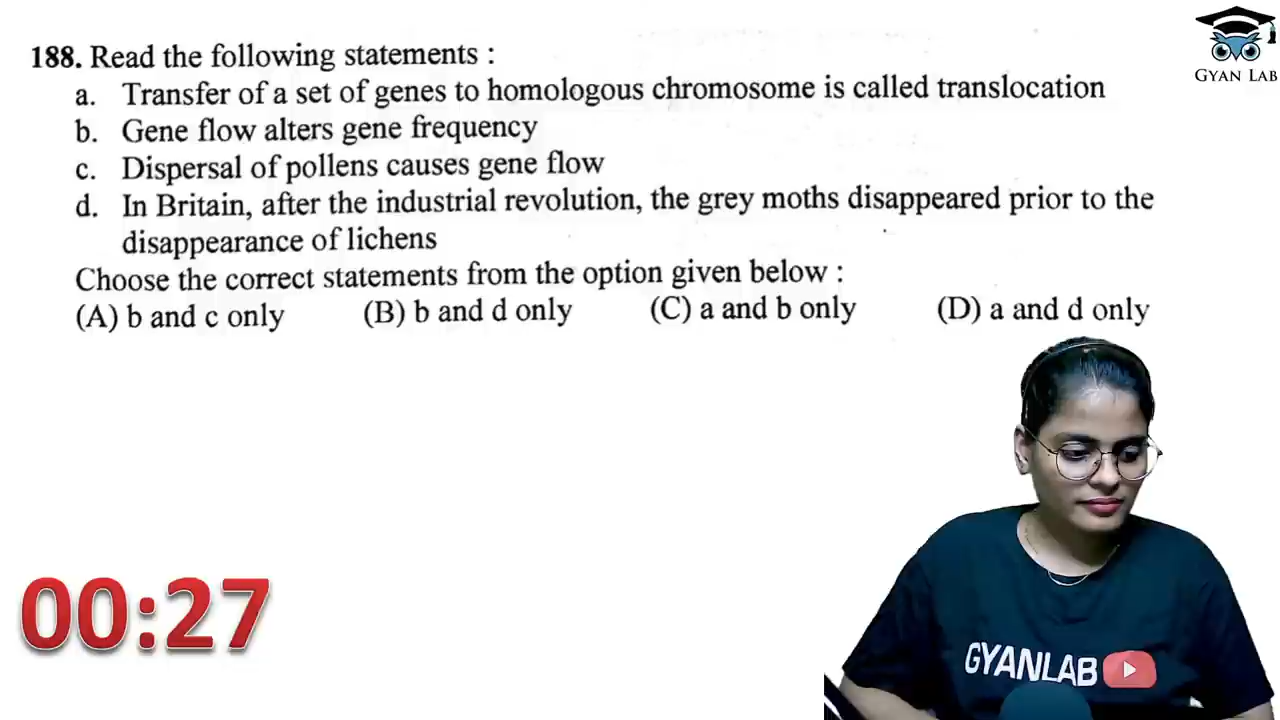 GYAN LAB
188. Read the following statements :
a. Transfer of a set of genes to homologous chromosome is called translocation
b. Gene flow alters gene frequency
c. Dispersal of pollens causes gene flow
d. In Britain, after the industrial revolution, the grey moths disappeared prior to the
disappearance of lichens
Choose the correct statements from the option given below :
(A) b and c only (B) b and d only (C) a and b only (D) a and d only
00:27
GYANLAB